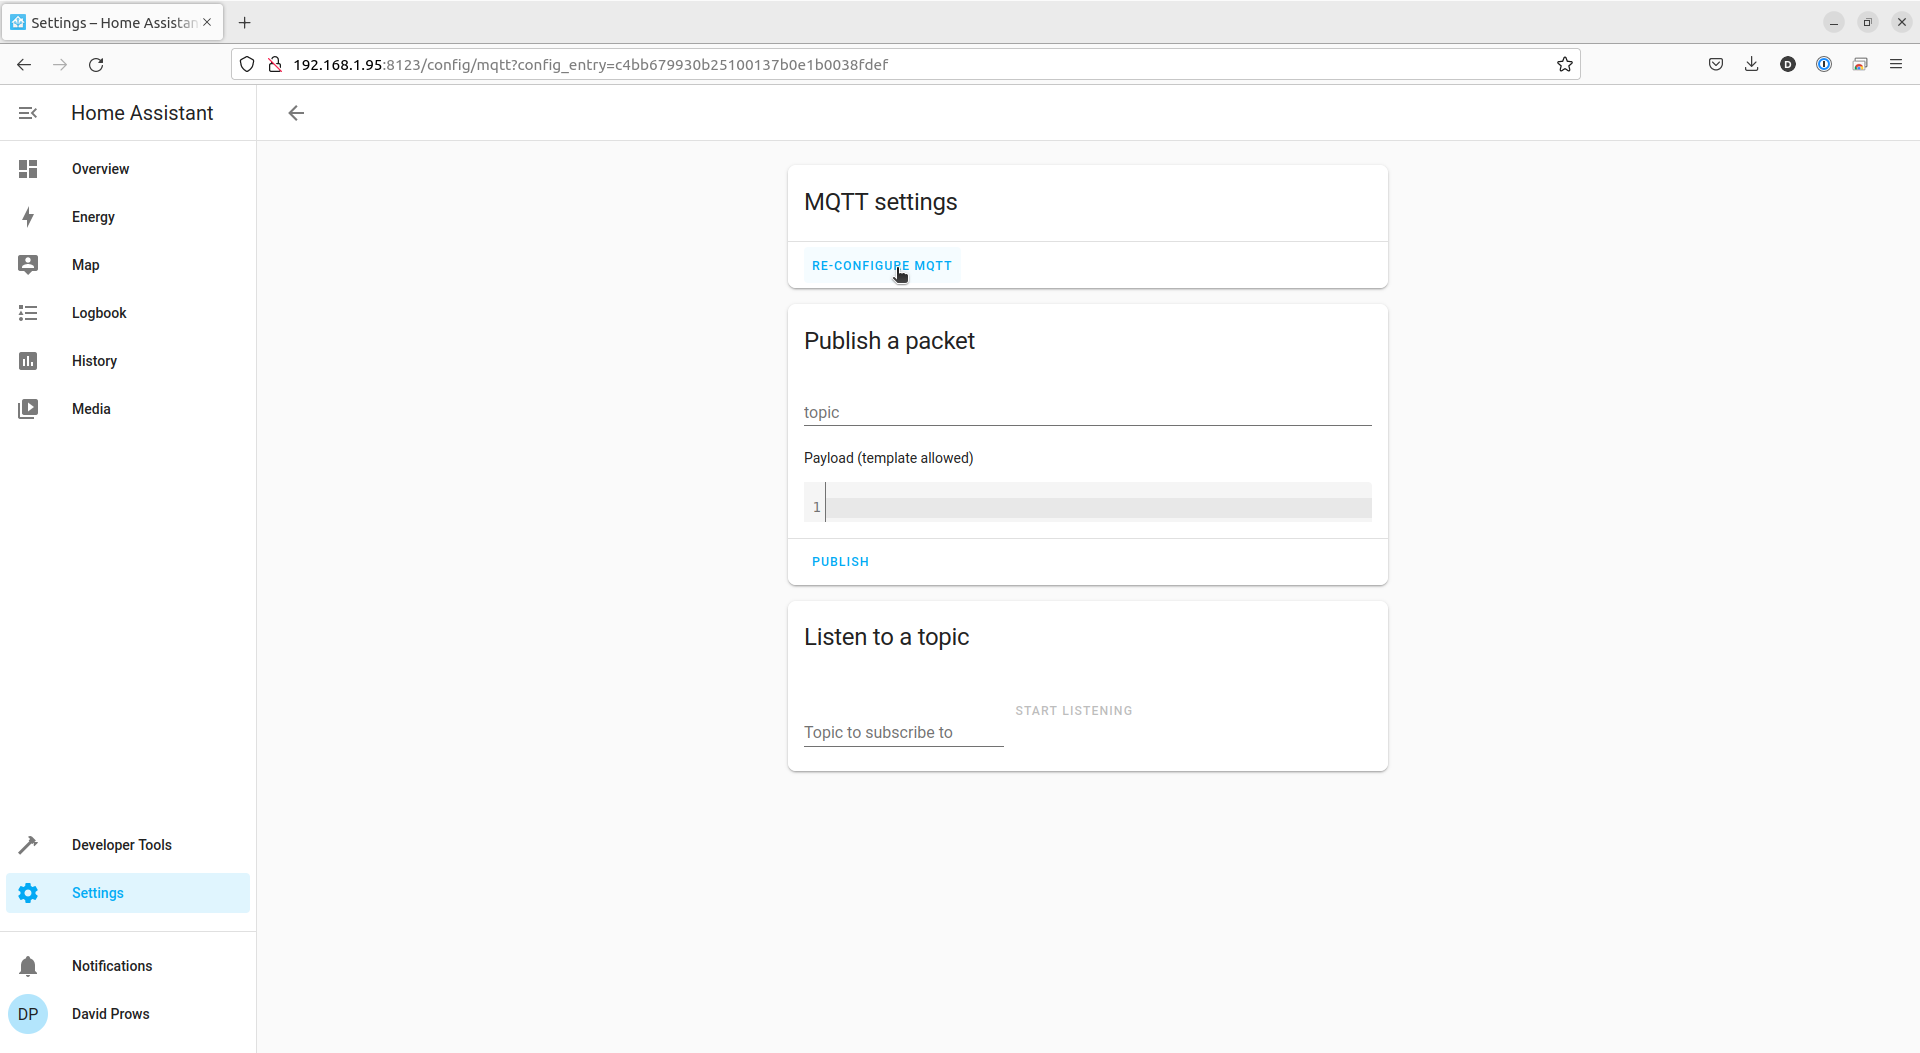 Settings – Home Assistan
192.168.1.95:8123/config/mqtt?config_entry=c4bb679930b25100137b0e1b0038fdef
D
Home Assistant
Overview
Energy
Map
Logbook
History
Media
Developer Tools
Settings
Notifications
DP
David Prows
MQTT settings
RE-CONFIGURE MQTT
Publish a packet
topic
Payload (template allowed)
1
PUBLISH
Listen to a topic
START LISTENING
Topic to subscribe to